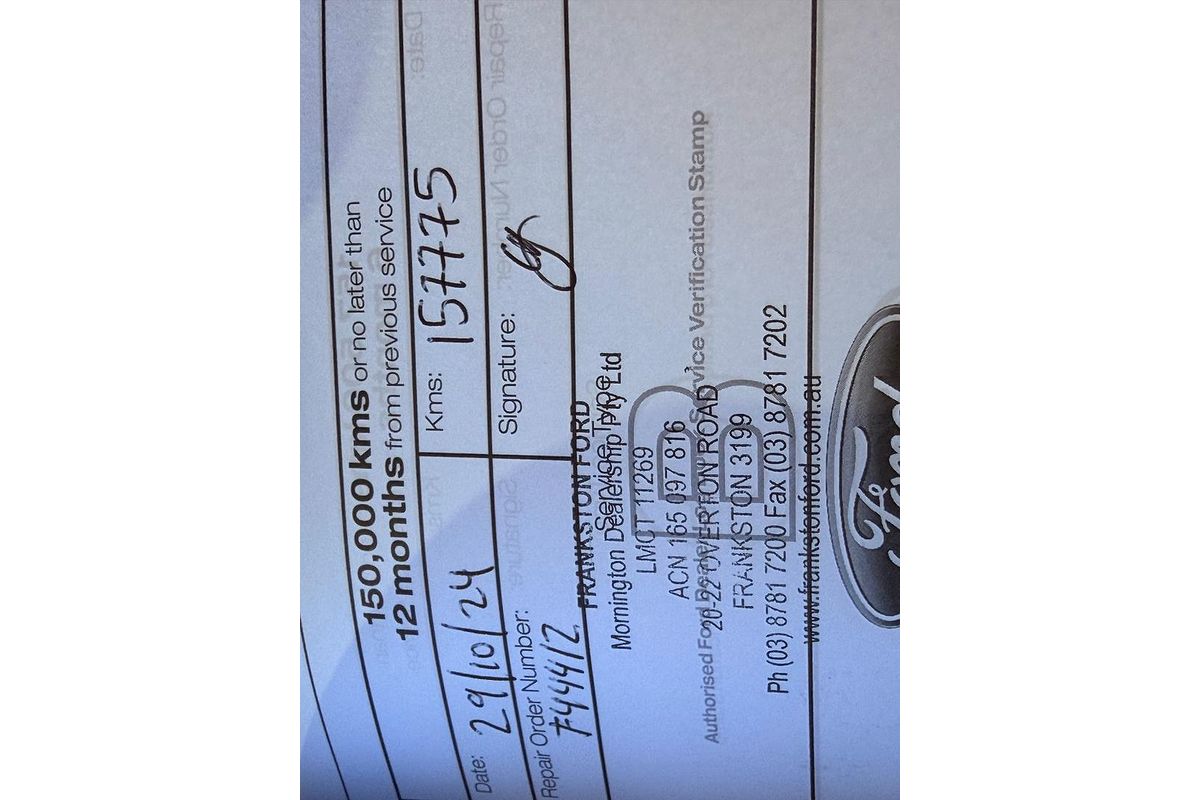 150,000 kms or no later than
12 months from previous service
Date: 29/10/24 Kms: 157775
Repair Order Number: Signature:
FRANKSTON FORD
Service Type
Mornington Dealership Pty Ltd
LMCT 11269
B
ACN 165 097 816
Authorised Ford Dealer Service Verification Stamp
20-22 OVERTON ROAD
FRANKSTON 3199
Ph (03) 8781 7200 Fax (03) 8781 7202
www.frankstonford.com.au
Ford